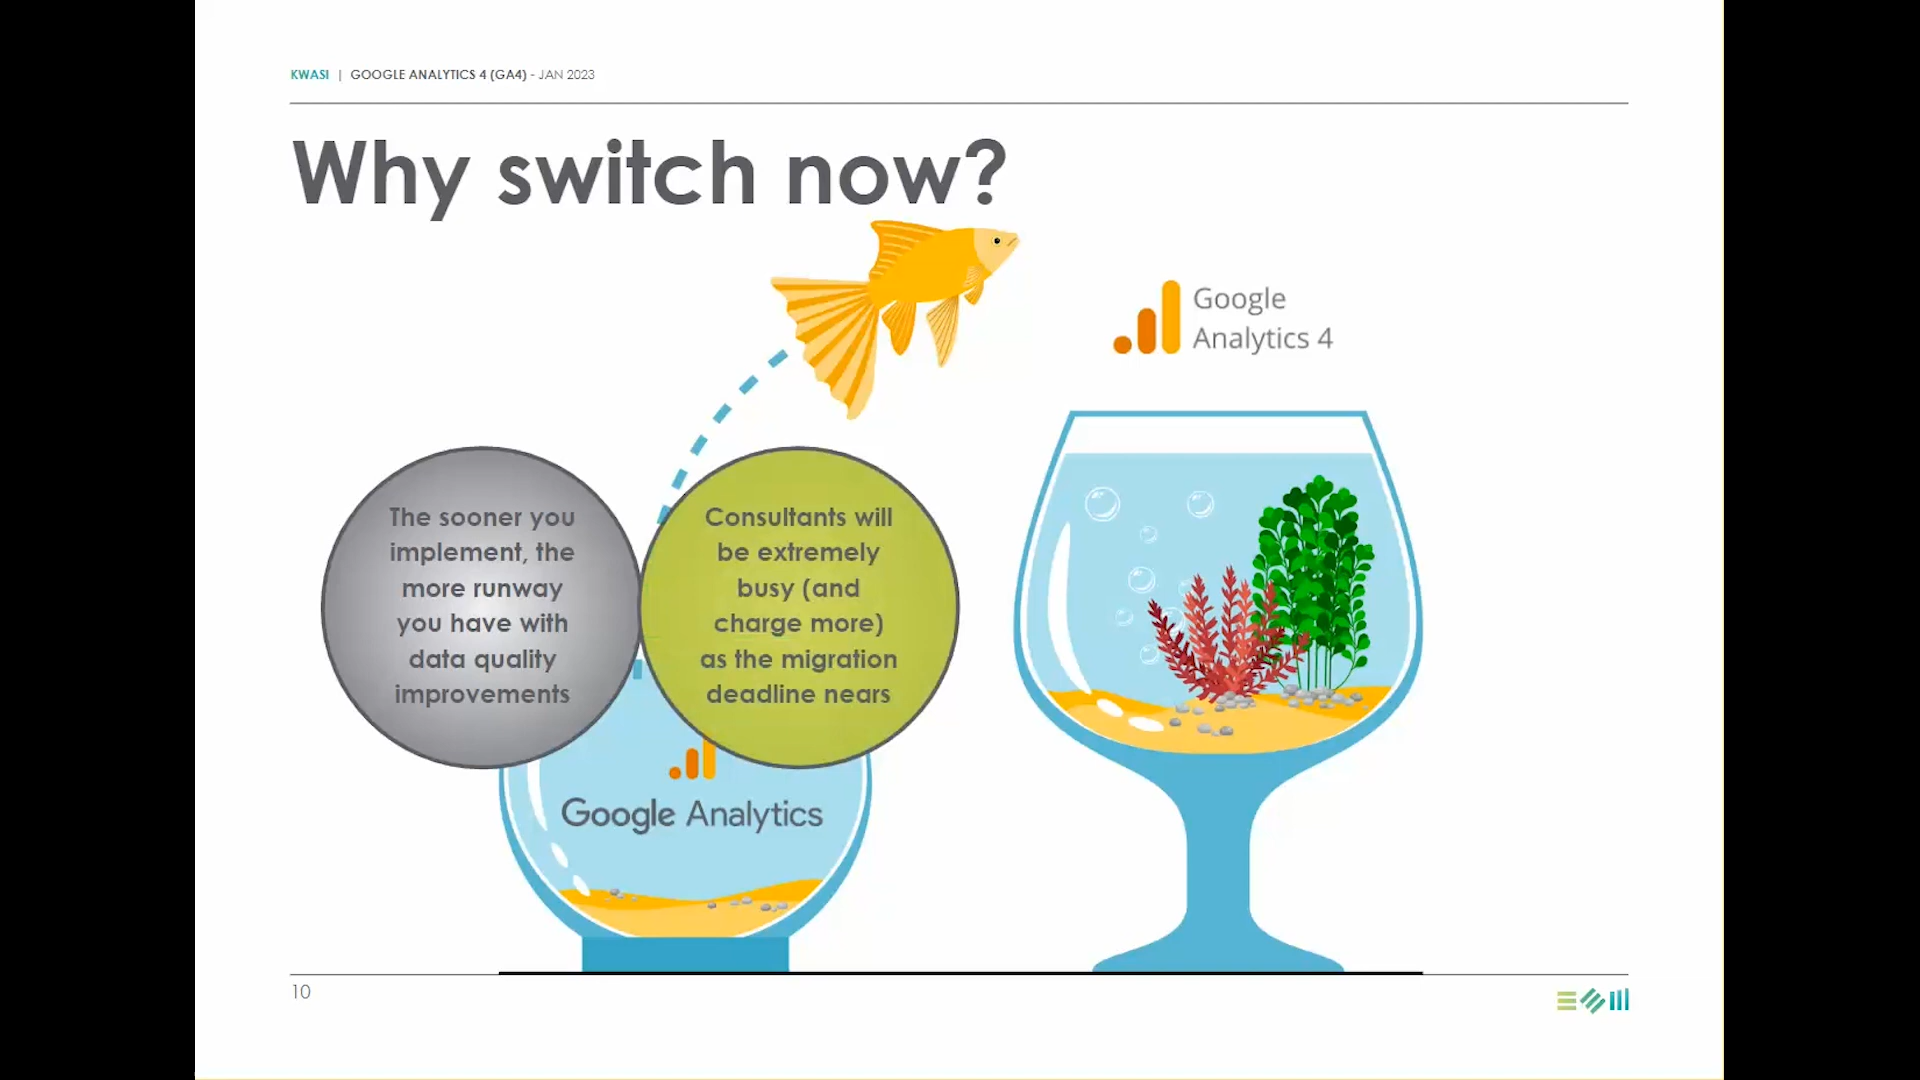 KWASI | GOOGLE ANALYTICS 4 (GA4) - JAN 2023
Why switch now?
Google
Analytics 4
The sooner you
implement, the
more runway
you have with
data quality
improvements
Consultants will
be extremely
busy (and
charge more)
as the migration
deadline nears
Google Analytics
10